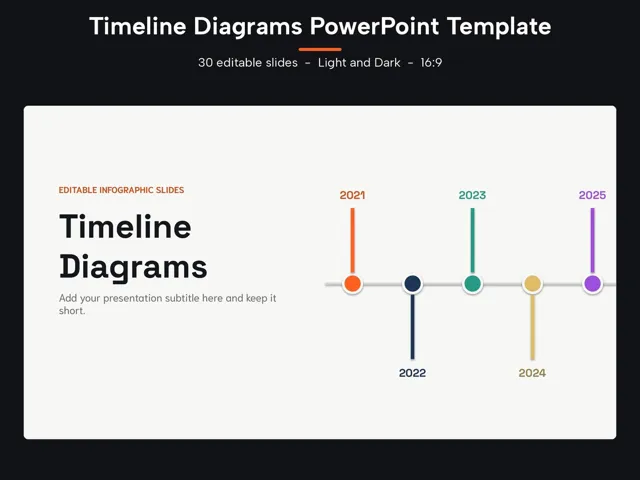 Timeline Diagrams PowerPoint Template
30 editable slides - Light and Dark - 16:9
EDITABLE INFOGRAPHIC SLIDES
Timeline
Diagrams
Add your presentation subtitle here and keep it
short.
2021
2023
2025
2022
2024